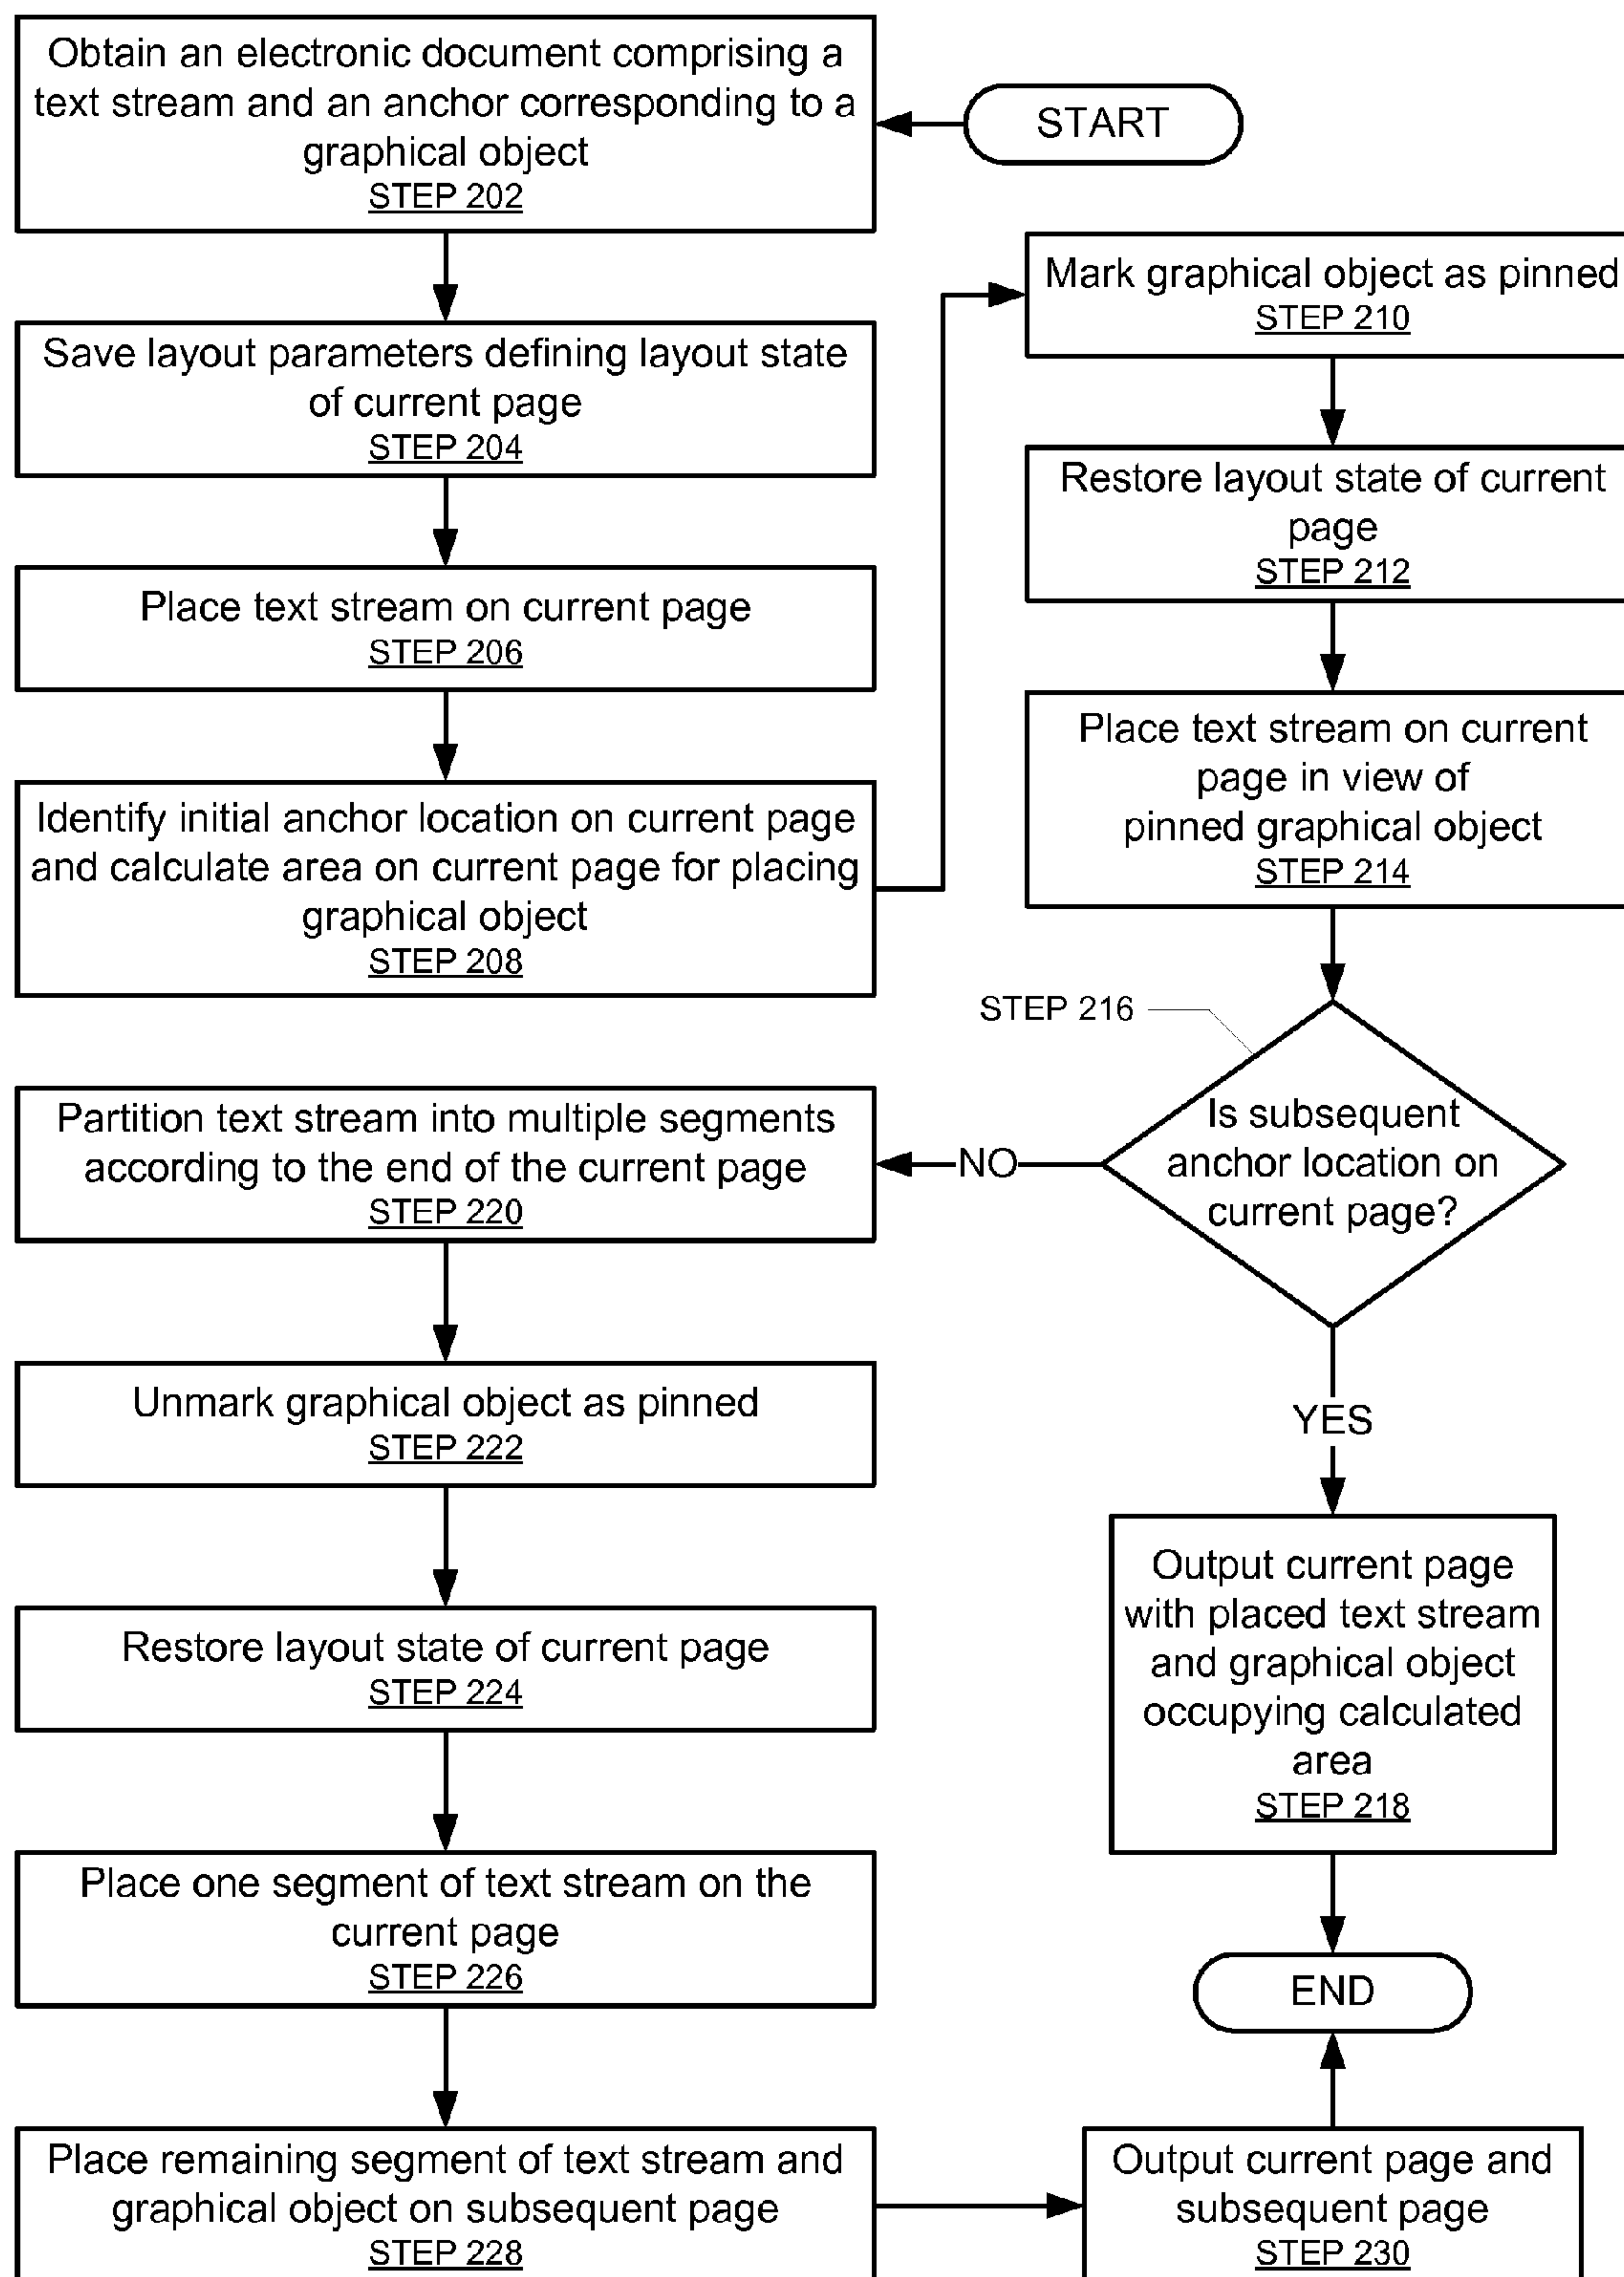 START
Obtain an electronic document comprising a
text stream and an anchor corresponding to a
graphical object
STEP 202
Save layout parameters defining layout state
of current page
STEP 204
Place text stream on current page
STEP 206
Identify initial anchor location on current page
and calculate area on current page for placing
graphical object
STEP 208
Mark graphical object as pinned
STEP 210
Restore layout state of current
page
STEP 212
Place text stream on current
page in view of
pinned graphical object
STEP 214
STEP 216
Is subsequent
anchor location on
current page?
NO
YES
Output current page
with placed text stream
and graphical object
occupying calculated
area
STEP 218
Partition text stream into multiple segments
according to the end of the current page
STEP 220
Unmark graphical object as pinned
STEP 222
Restore layout state of current page
STEP 224
Place one segment of text stream on the
current page
STEP 226
Place remaining segment of text stream and
graphical object on subsequent page
STEP 228
Output current page and
subsequent page
STEP 230
END